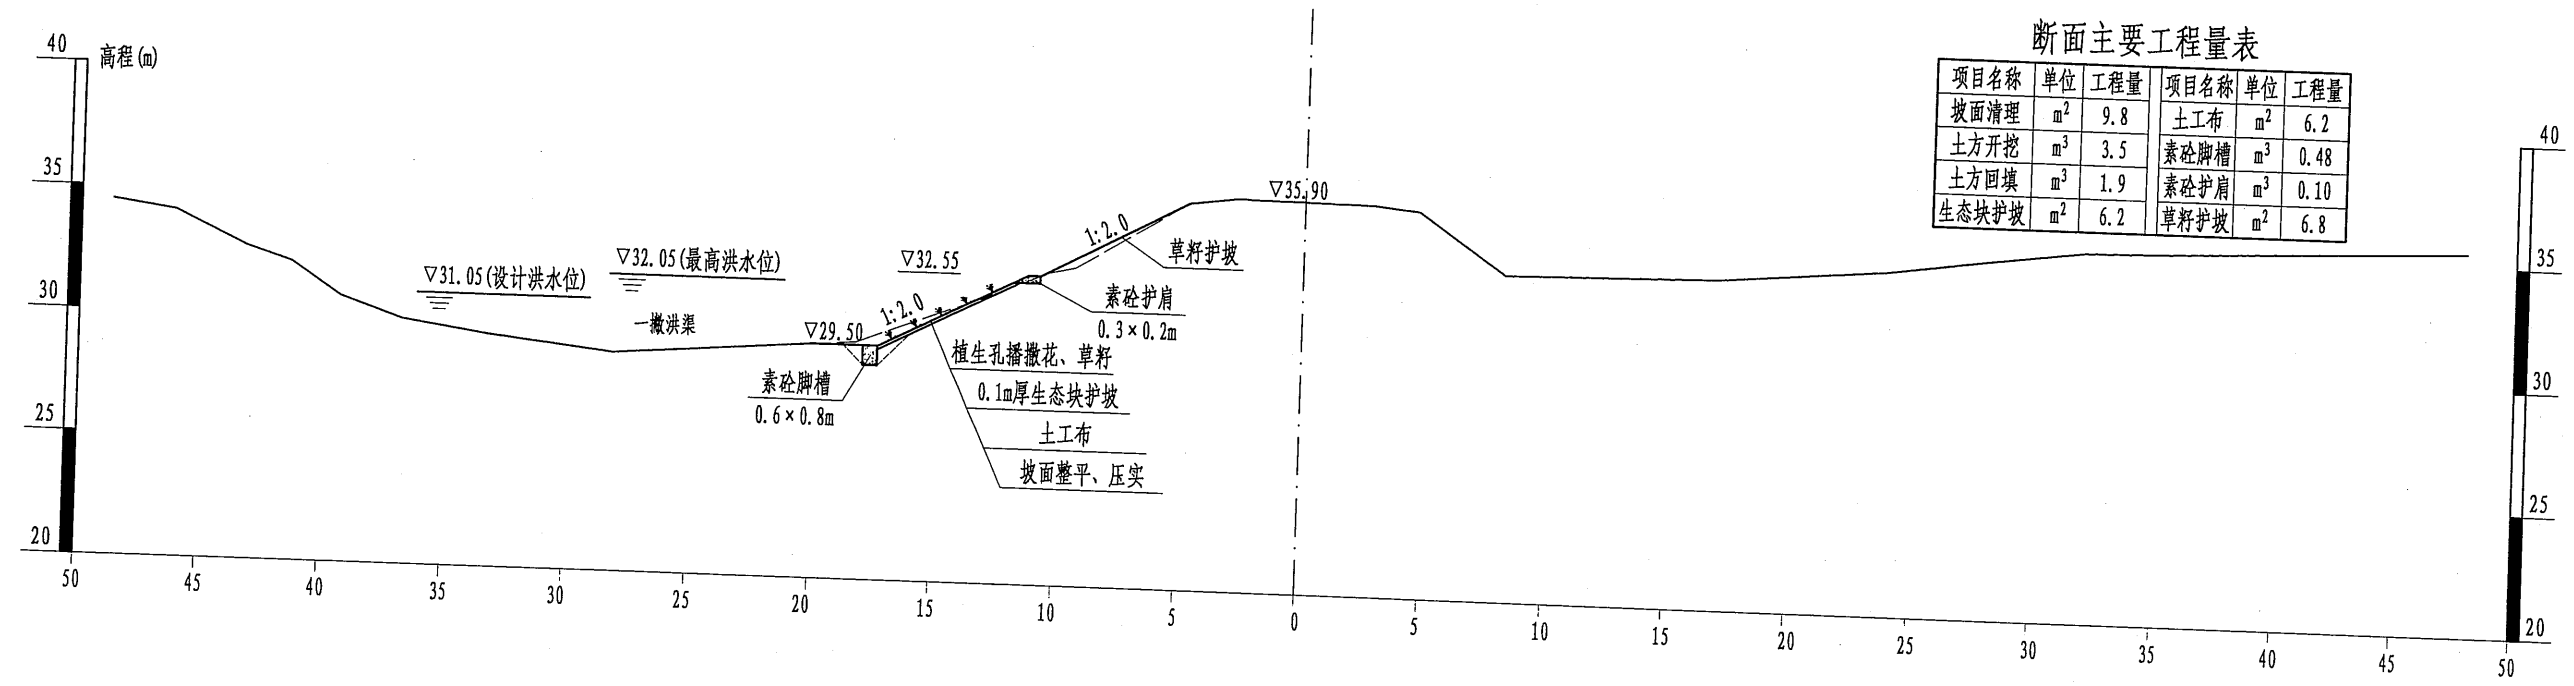 断面主要工程量表
项目名称 单位 工程量 项目名称 单位 工程量
坡面清理 m² 9.8 土工布 m² 6.2
土方开挖 m³ 3.5 素砼脚槽 m³ 0.48
土方回填 m³ 1.9 素砼护肩 m³ 0.10
生态块护坡 m² 6.2 草籽护坡 m² 6.8
40 高程(m)
35
30
25
20
▽35.90
1:2.0
草籽护坡
▽32.05(最高洪水位)
▽32.55
▽31.05(设计洪水位)
素砼护肩
0.3×0.2m
1:2.0
一撇洪渠
▽29.50
植生孔播撒花、草籽
0.1m厚生态块护坡
土工布
坡面整平、压实
素砼脚槽
0.6×0.8m
40
35
30
25
20
50 45 40 35 30 25 20 15 10 5 0 5 10 15 20 25 30 35 40 45 50